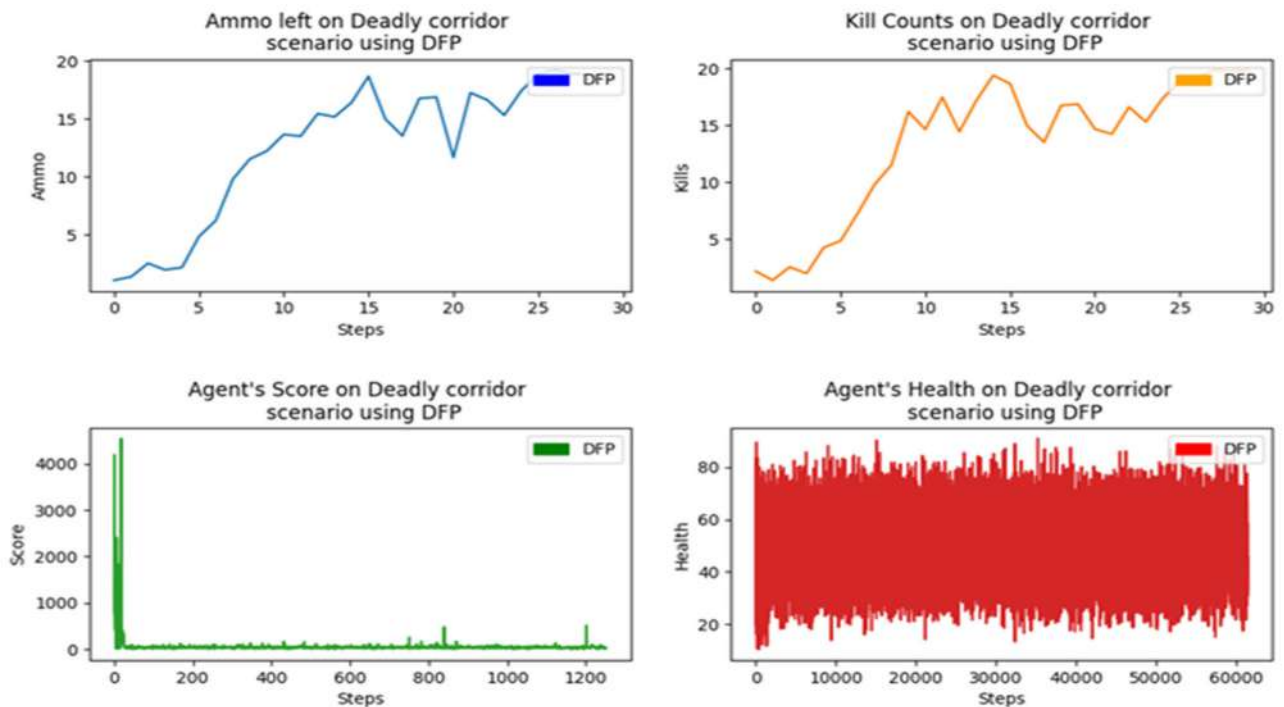 Ammo left on Deadly corridor
scenario using DFP
20
15
10
5
Ammo
DFP
0 5 10 15 20 25 30
Steps
Kill Counts on Deadly corridor
scenario using DFP
20
15
10
5
Kills
DFP
0 5 10 15 20 25 30
Steps
Agent's Score on Deadly corridor
scenario using DFP
4000
3000
2000
1000
0
Score
DFP
0 200 400 600 800 1000 1200
Steps
Agent's Health on Deadly corridor
scenario using DFP
80
60
40
20
Health
DFP
0 10000 20000 30000 40000 50000 60000
Steps